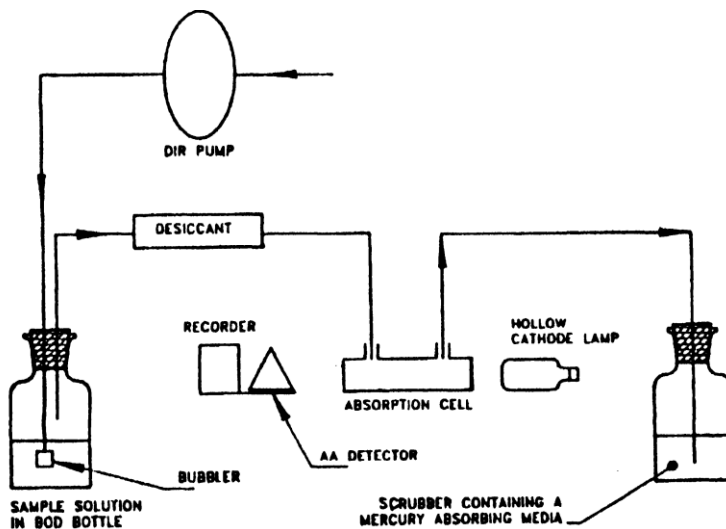 DIR PUMP
DESICCANT
RECORDER
HOLLOW
CATHODE LAMP
ABSORPTION CELL
AA DETECTOR
BUBBLER
SAMPLE SOLUTION
IN BOD BOTTLE
SCRUBBER CONTAINING A
MERCURY ABSORBING MEDIA